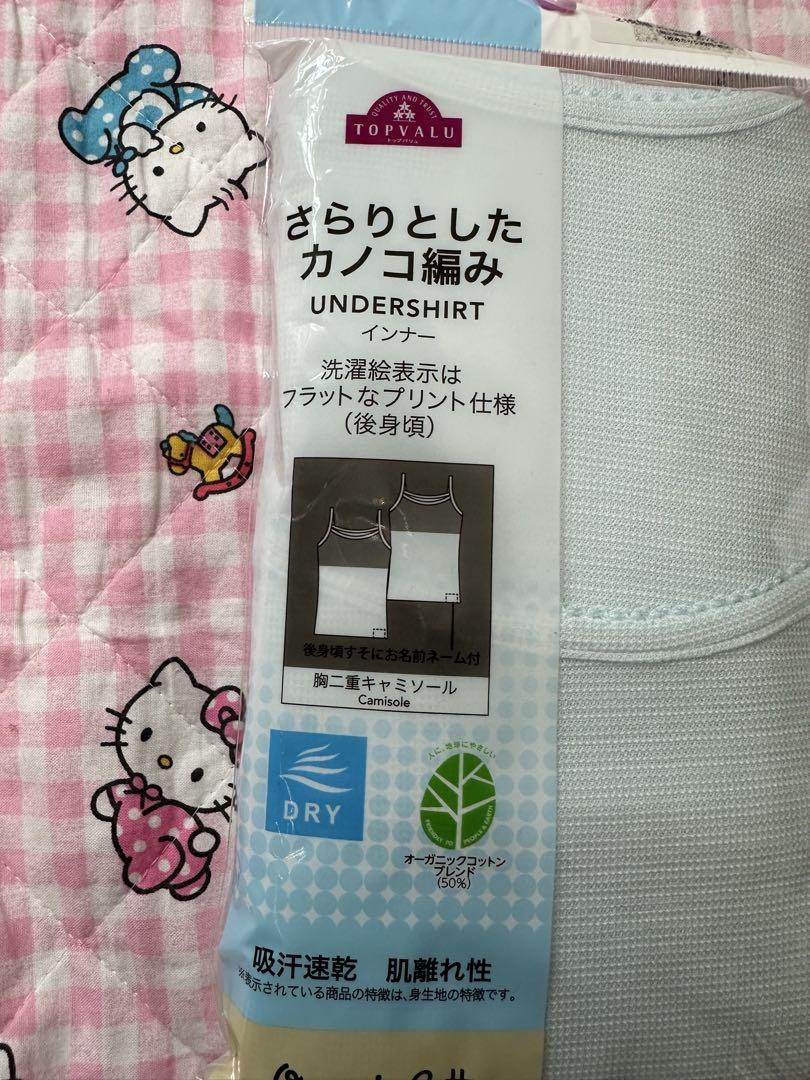 QUALITY AND TRUST
TOPVALU
トップバリュ
さらりとした
カノコ編み
UNDERSHIRT
インナー
洗濯絵表示は
フラットなプリント仕様
（後身頃）
後身頃すそにお名前ネーム付
胸二重キャミソール
Camisole
DRY
人に、地球にやさしい
FRIENDLY TO PEOPLE & EARTH
オーガニックコットン
ブレンド
(50%)
吸汗速乾 肌離れ性
※表示されている商品の特徴は、身生地の特徴です。